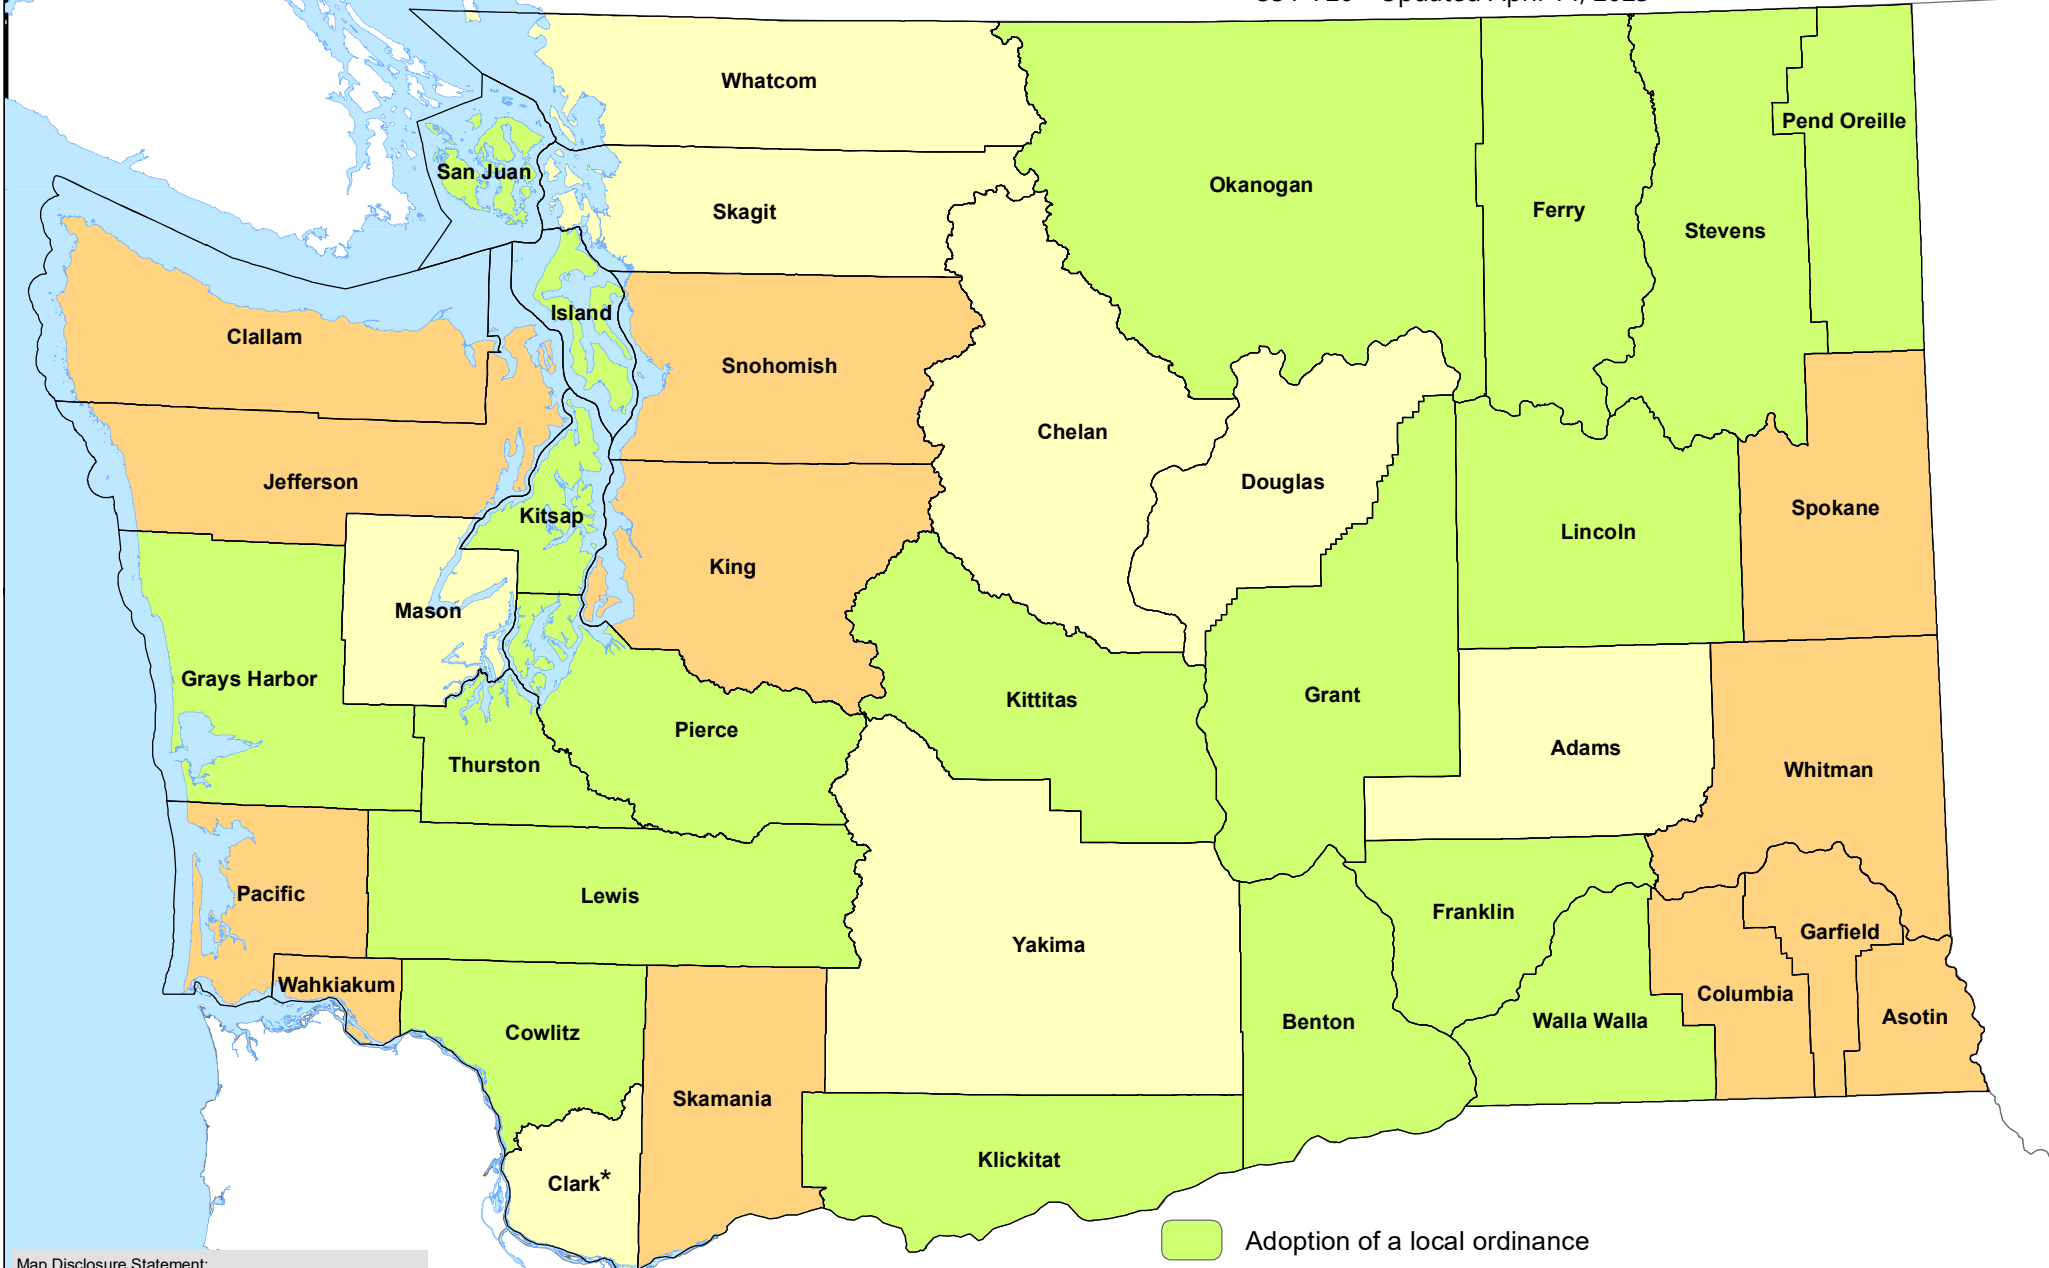 Whatcom
Pend Oreille
San Juan
Okanogan
Skagit
Ferry
Stevens
Island
Clallam
Snohomish
Chelan
Jefferson
Douglas
Kitsap
Spokane
Lincoln
King
Mason
Grays Harbor
Kittitas
Grant
Pierce
Adams
Thurston
Whitman
Pacific
Lewis
Franklin
Garfield
Yakima
Wahkiakum
Columbia
Cowlitz
Benton
Walla Walla
Asotin
Skamania
Klickitat
Clark*
Adoption of a local ordinance
Map Disclosure Statement: